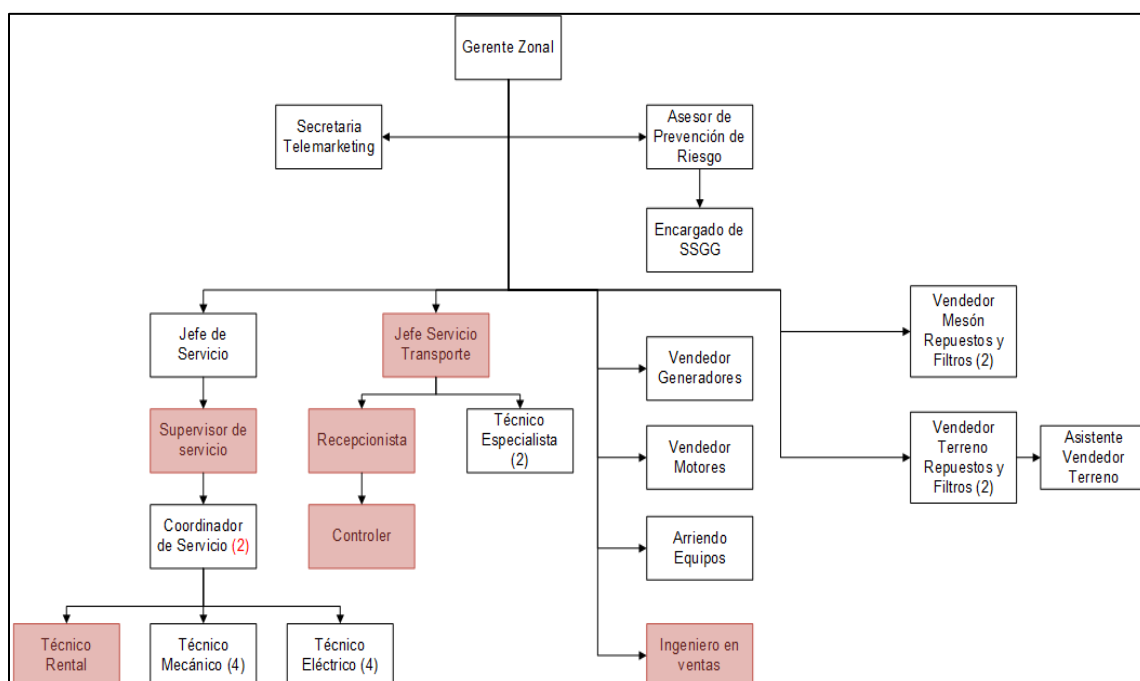 Gerente Zonal
Secretaria
Telemarketing
Asesor de
Prevención de
Riesgo
Encargado de
SSGG
Jefe de
Servicio
Jefe Servicio
Transporte
Vendedor
Generadores
Vendedor
Mesón
Repuestos y
Filtros (2)
Supervisor de
servicio
Recepcionista
Técnico
Especialista
(2)
Vendedor
Motores
Vendedor
Terreno
Repuestos y
Filtros (2)
Asistente
Vendedor
Terreno
Coordinador
de Servicio (2)
Controler
Arriendo
Equipos
Técnico
Rental
Técnico
Mecánico (4)
Técnico
Eléctrico (4)
Ingeniero en
ventas